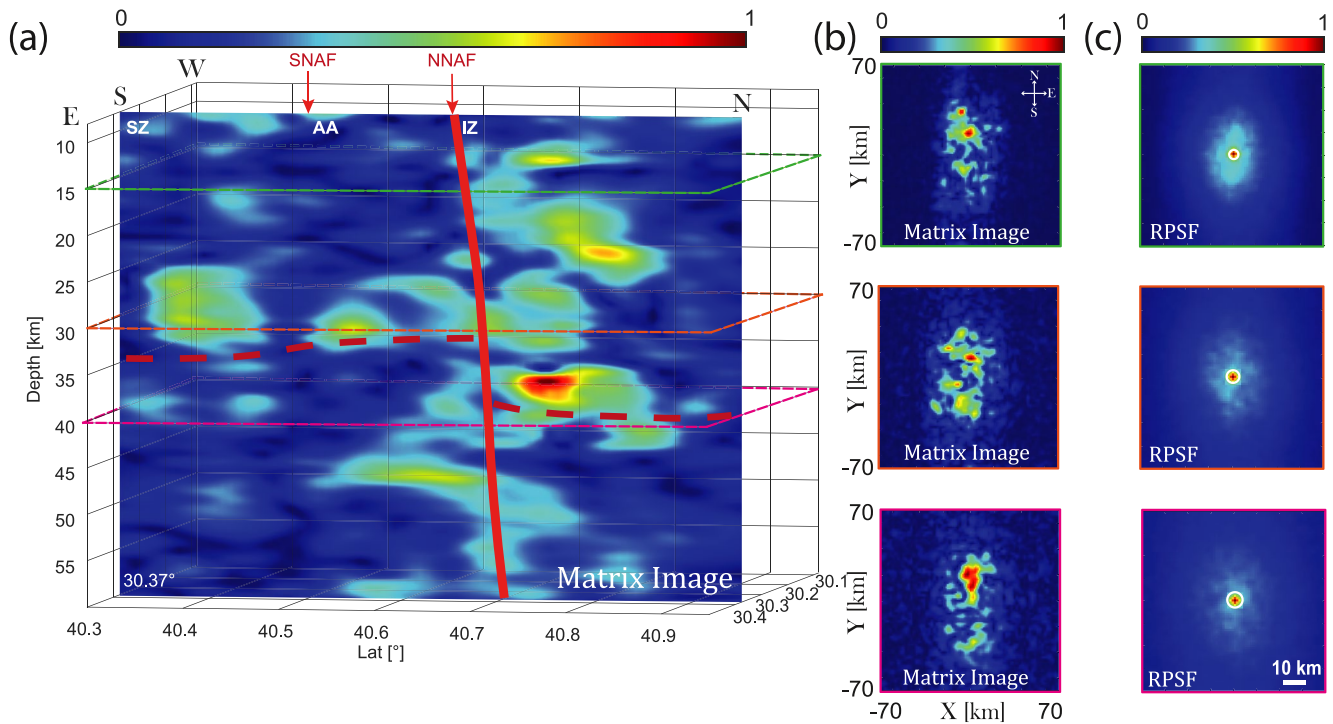 (a)
0
1
SNAF
NNAF
W
S
E
N
SZ
AA
IZ
10
15
20
25
30
35
40
45
50
55
Depth [km]
30.37°
Matrix Image
40.3
40.4
40.5
40.6
40.7
40.8
40.9
Lat [°]
30.4
30.3
30.2
30.1
(b)
0
1
70
Y [km]
-70
N
E
S
Matrix Image
70
Y [km]
-70
Matrix Image
70
Y [km]
-70
Matrix Image
-70
X [km]
70
(c)
0
1
RPSF
RPSF
RPSF
10 km